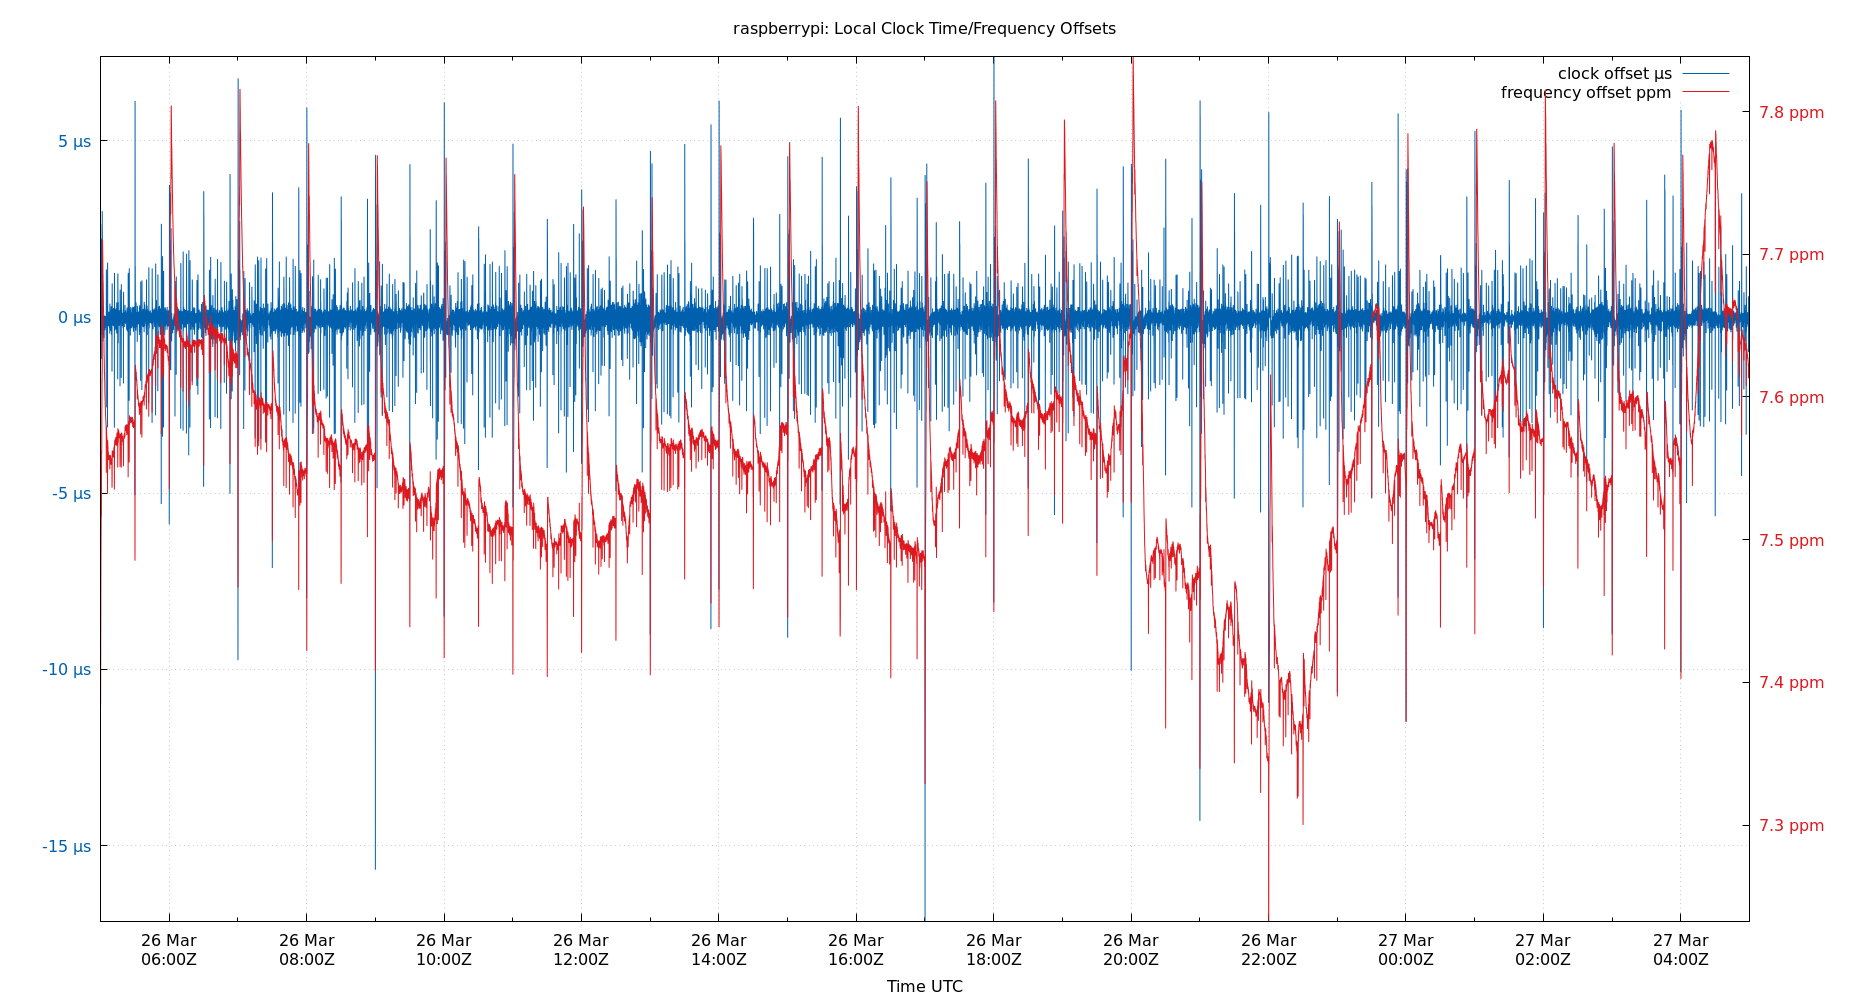 raspberrypi: Local Clock Time/Frequency Offsets
clock offset µs
frequency offset ppm
5 µs
0 µs
-5 µs
-10 µs
-15 µs
7.8 ppm
7.7 ppm
7.6 ppm
7.5 ppm
7.4 ppm
7.3 ppm
26 Mar 26 Mar 26 Mar 26 Mar 26 Mar 26 Mar 26 Mar 26 Mar 26 Mar 27 Mar 27 Mar 27 Mar
06:00Z 08:00Z 10:00Z 12:00Z 14:00Z 16:00Z 18:00Z 20:00Z 22:00Z 00:00Z 02:00Z 04:00Z
Time UTC